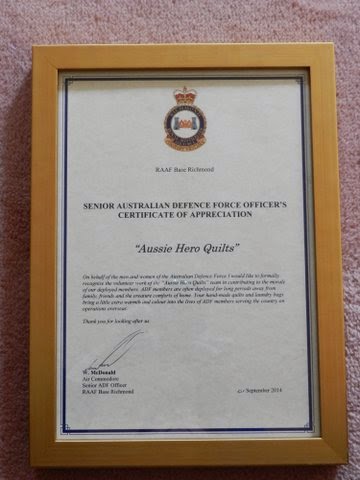 RAAF Base Richmond
SENIOR AUSTRALIAN DEFENCE FORCE OFFICER'S
CERTIFICATE OF APPRECIATION
"Aussie Hero Quilts"
On behalf of the men and women of the Australian Defence Force I would like to formally
recognise the volunteer work of the "Aussie Hero Quilts" team in contributing to the morale
of our deployed members. ADF members are often deployed for long periods away from
family, friends and the creature comforts of home. Your hand-made quilts and laundry bags
bring a little extra warmth and colour into the lives of ADF members serving the country on
operations overseas.
Thank you for looking after us
W. McDonald
Air Commodore
Senior ADF Officer
RAAF Base Richmond
September 2014